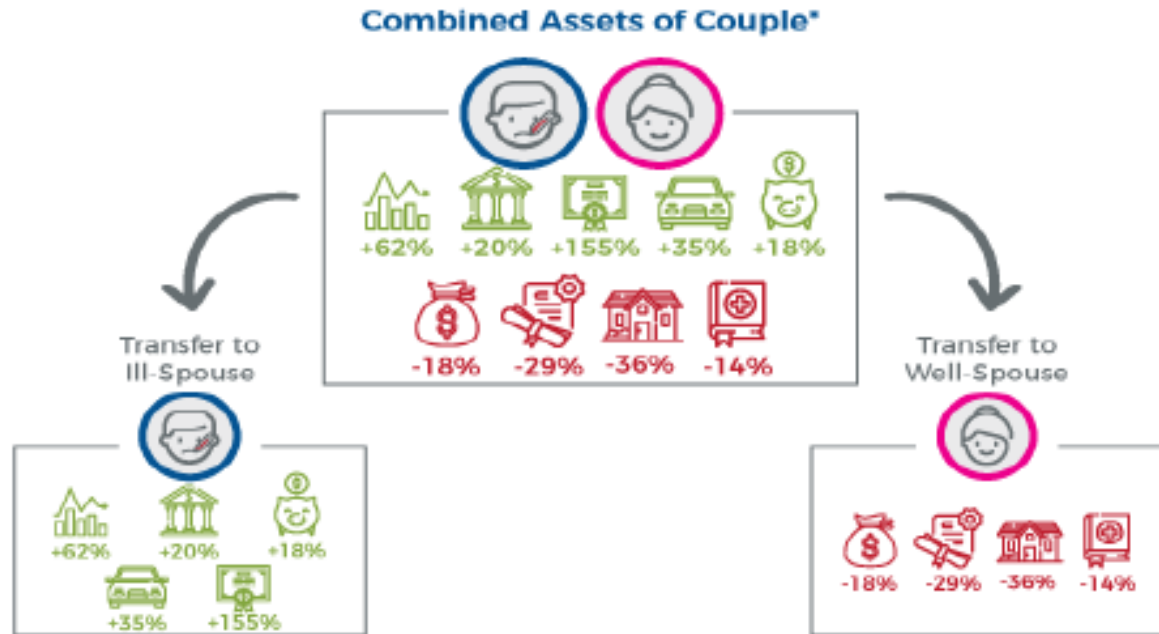 Combined Assets of Couple*
+62% +20% +155% +35% +18%
-18% -29% -36% -14%
Transfer to
Ill-Spouse
+62% +20% +18%
+35% +155%
Transfer to
Well-Spouse
-18% -29% -36% -14%